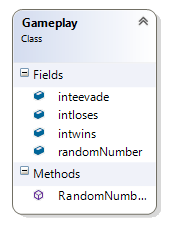 Gameplay
Class
Fields
inteevade
intloses
intwins
randomNumber
Methods
RandomNumb...